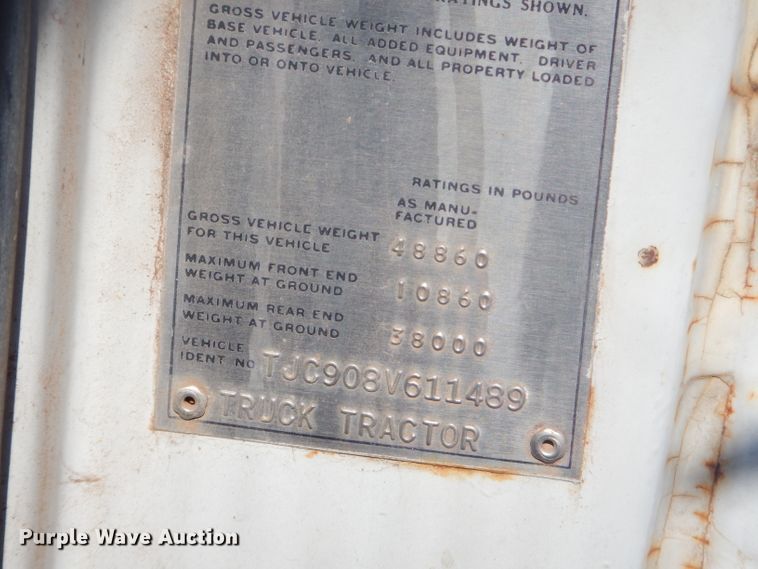 RATINGS SHOWN.
GROSS VEHICLE WEIGHT INCLUDES WEIGHT OF
BASE VEHICLE, ALL ADDED EQUIPMENT, DRIVER
AND PASSENGERS, AND ALL PROPERTY LOADED
INTO OR ONTO VEHICLE.
RATINGS IN POUNDS
AS MANU-
FACTURED
GROSS VEHICLE WEIGHT
FOR THIS VEHICLE 48860
MAXIMUM FRONT END
WEIGHT AT GROUND 10860
MAXIMUM REAR END
WEIGHT AT GROUND 38000
VEHICLE
IDENT NO TJC908V611489
TRUCK TRACTOR
Purple Wave Auction